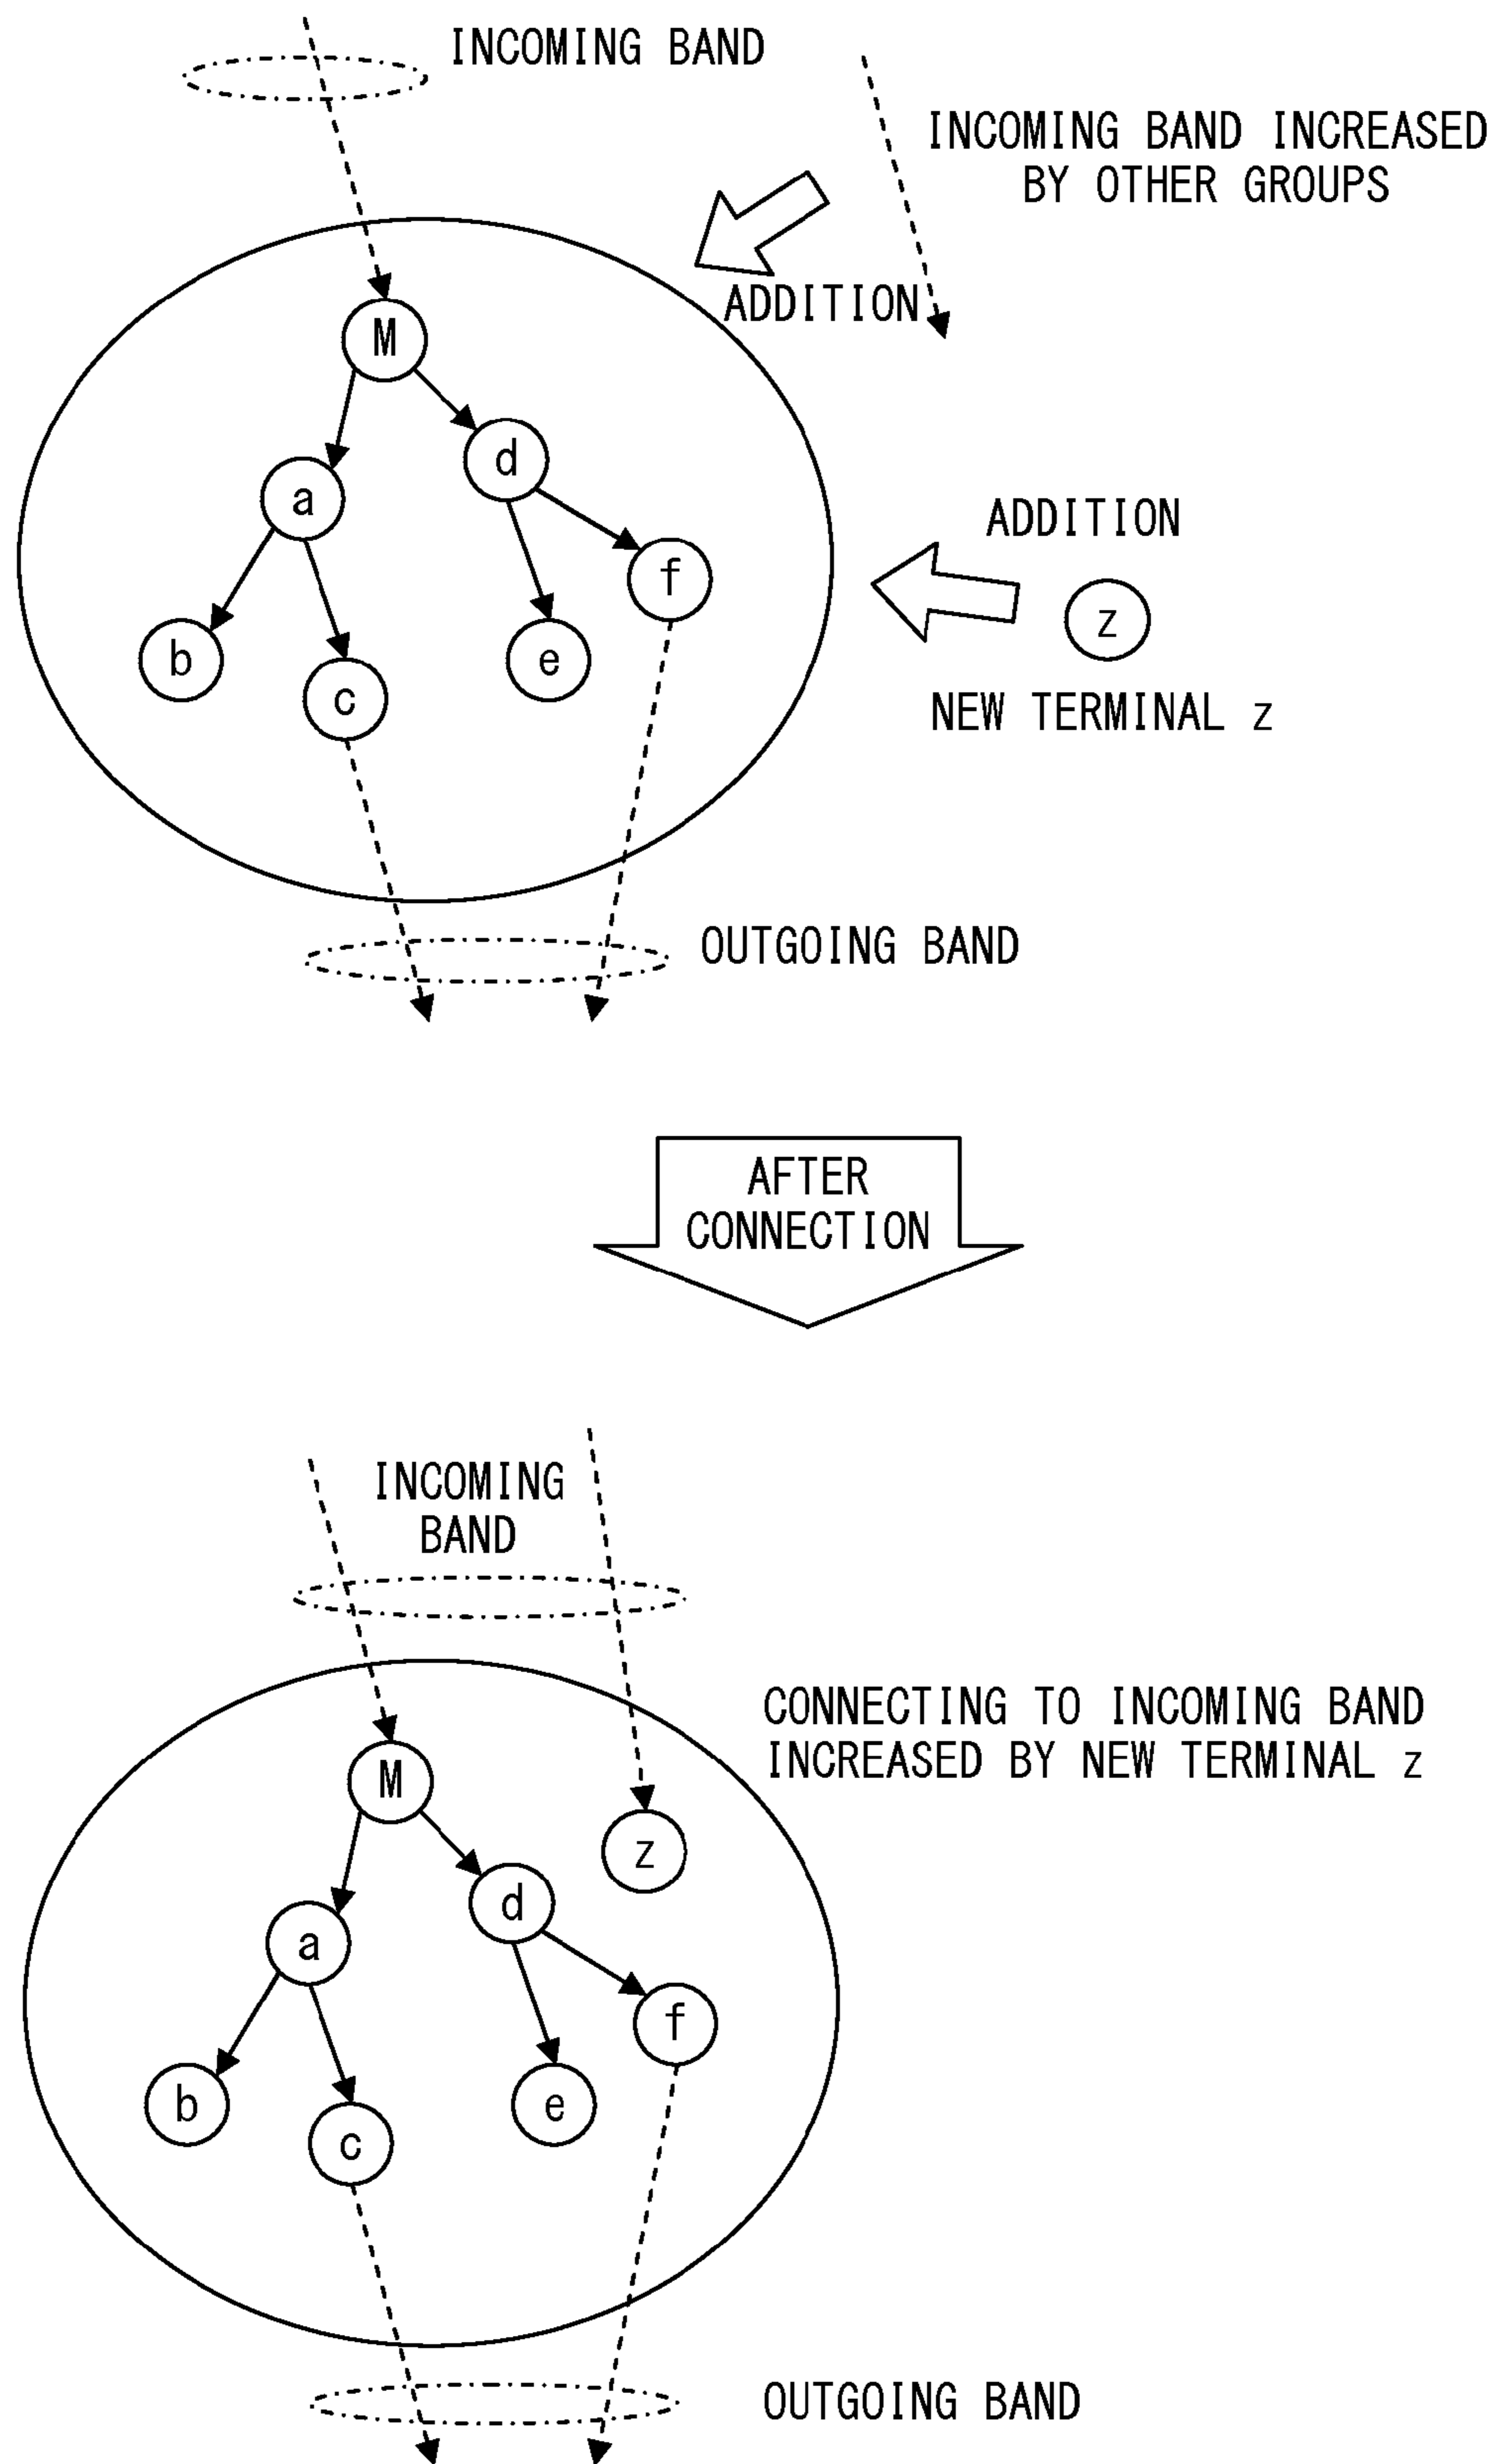 INCOMING BAND
INCOMING BAND INCREASED
BY OTHER GROUPS
ADDITION
M
d
a
ADDITION
f
z
b
e
c
NEW TERMINAL z
OUTGOING BAND
AFTER
CONNECTION
INCOMING
BAND
CONNECTING TO INCOMING BAND
INCREASED BY NEW TERMINAL z
M
z
d
a
f
b
e
c
OUTGOING BAND